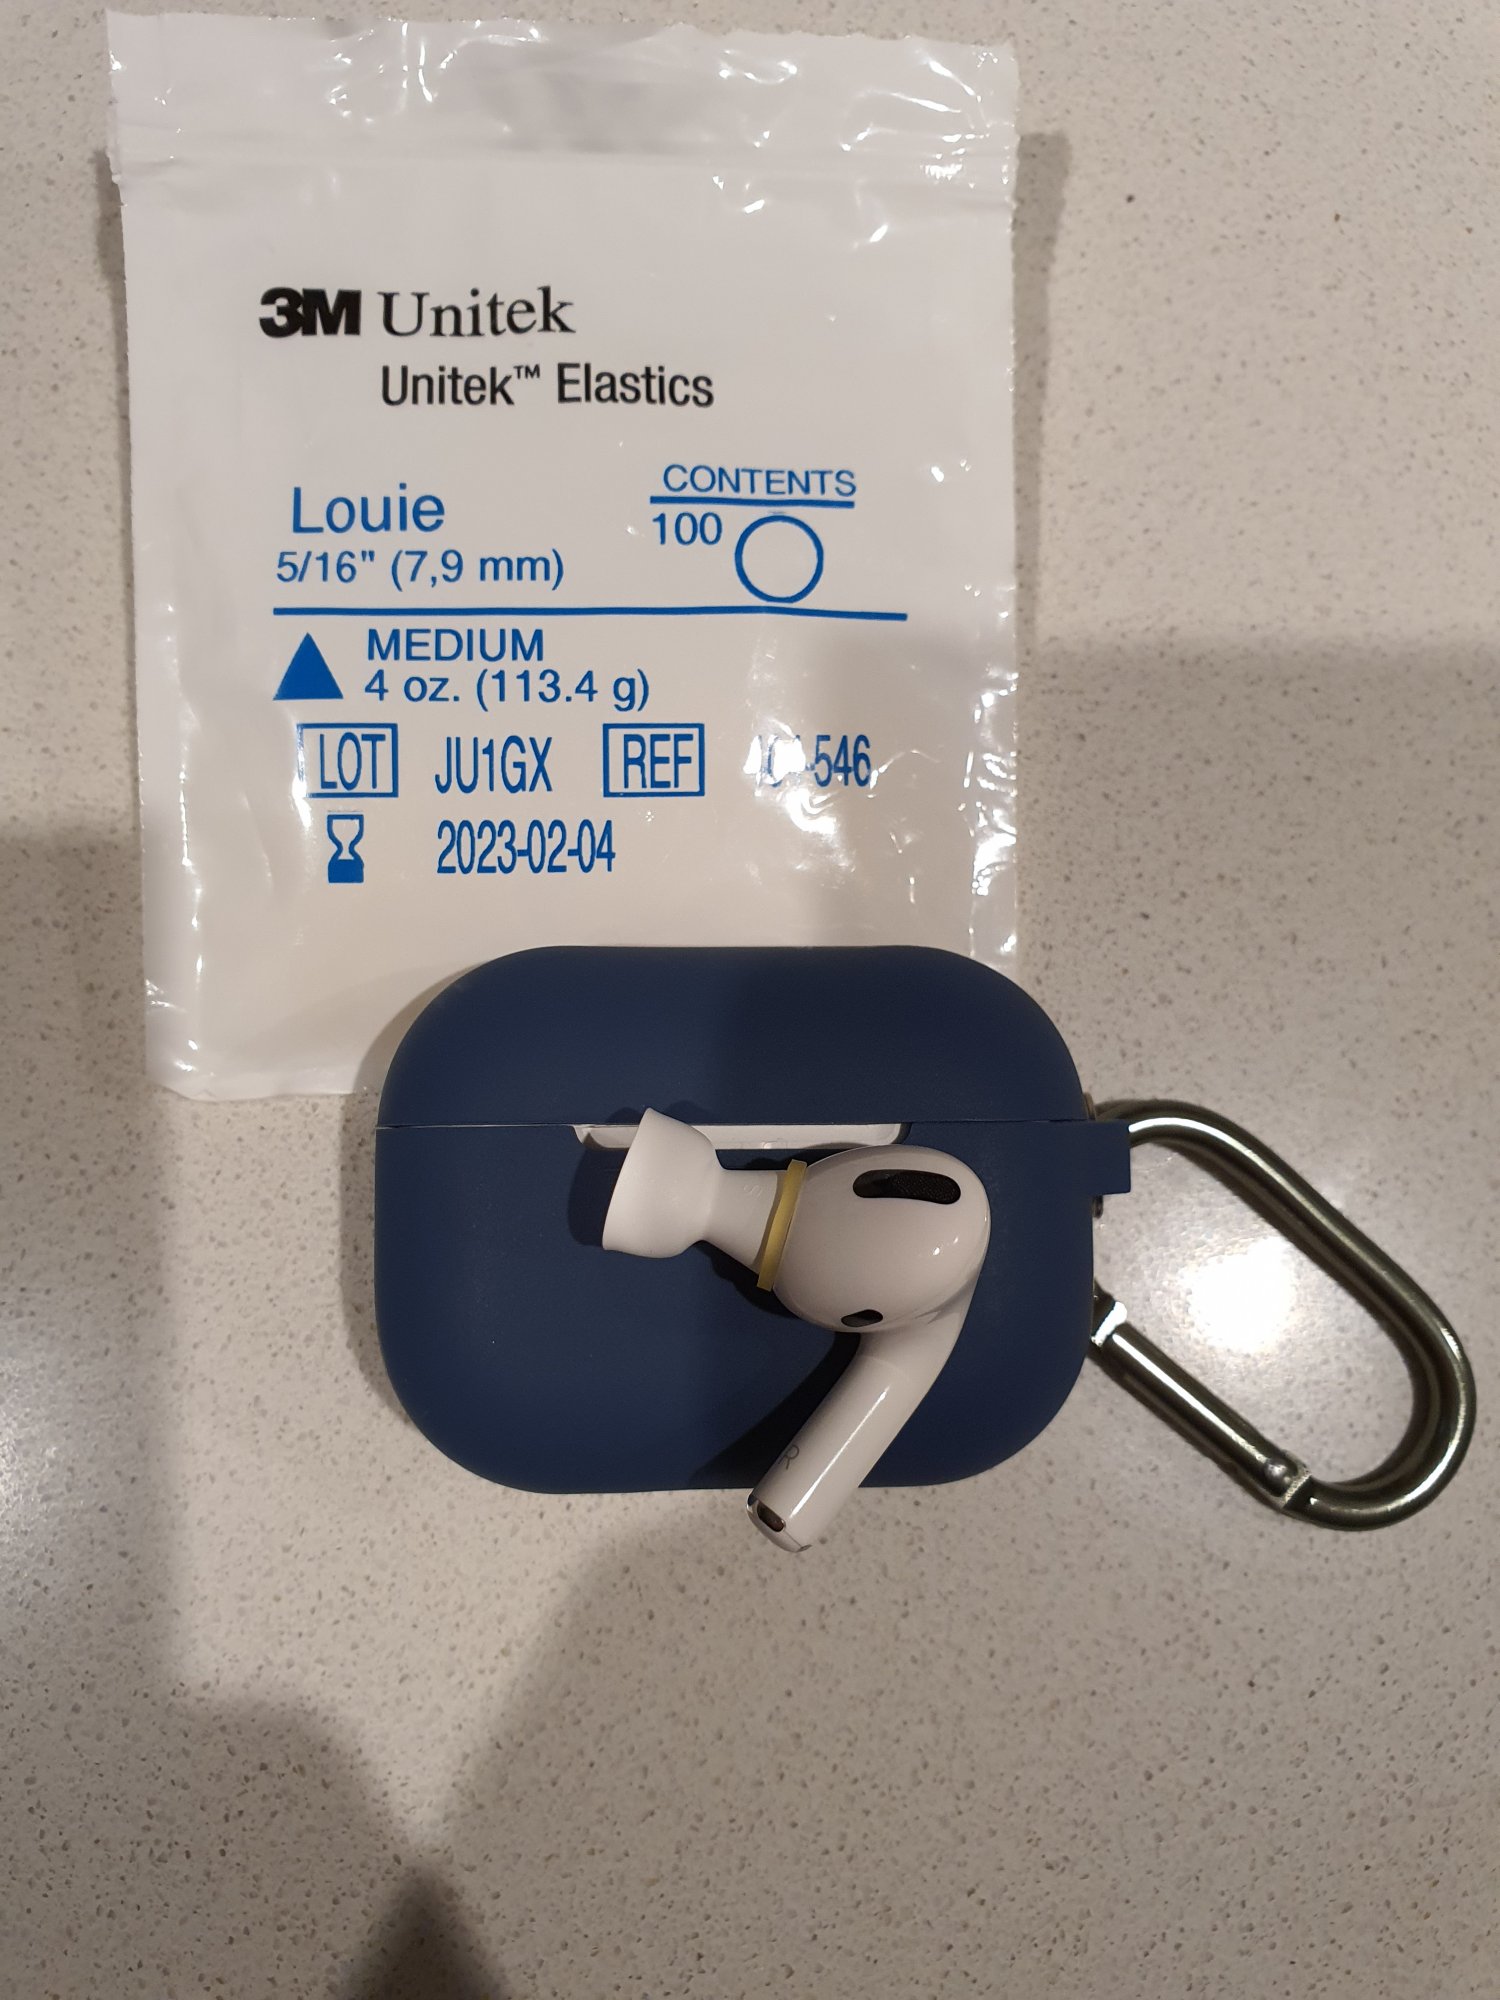 3M Unitek
Unitek™ Elastics
CONTENTS
Louie
100
5/16" (7,9 mm)
MEDIUM
4 oz. (113.4 g)
LOT JU1GX REF
2023-02-04
R